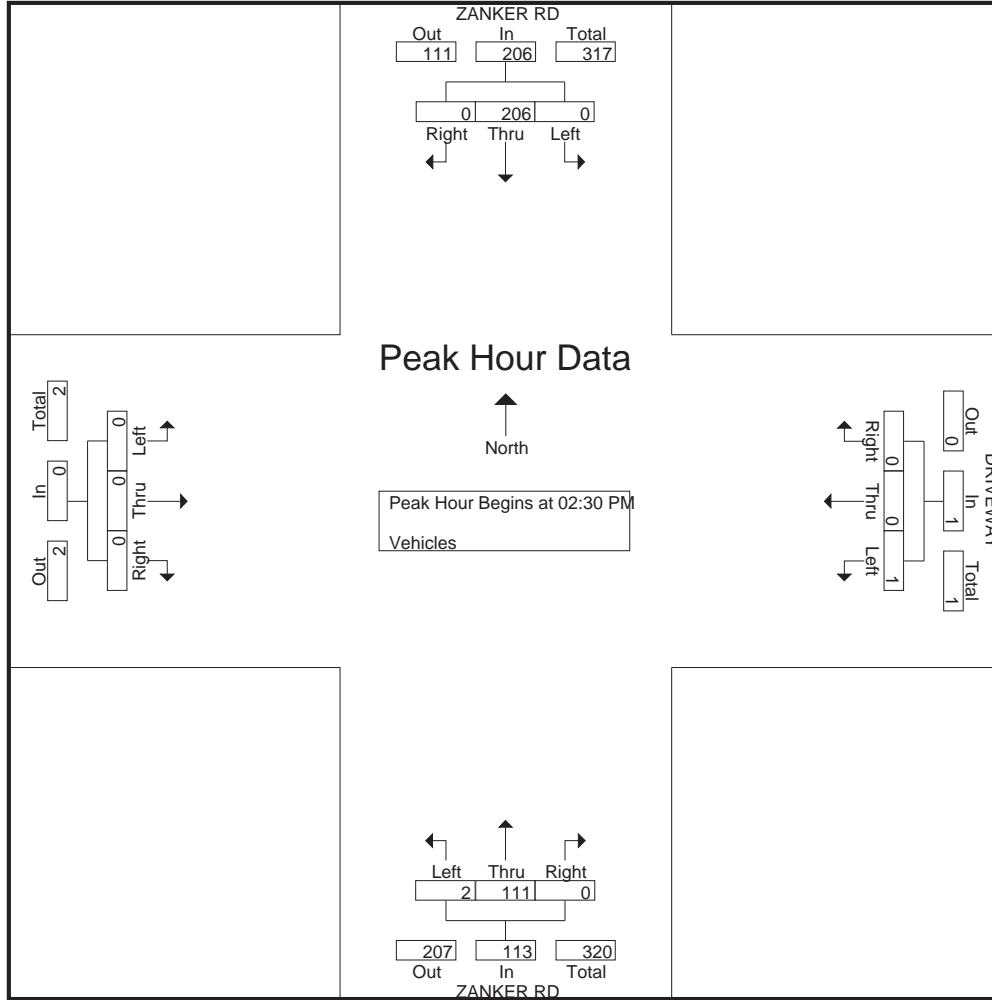 ZANKER RD
Out In Total
111 206 317
0 206 0
Right Thru Left
Peak Hour Data
North
Peak Hour Begins at 02:30 PM
Vehicles
Total In Out
2 0 2
0 0 0
Left Thru Right
Right Thru Left
0 0 1
Out In Total
0 1 1
DRIVEWAY
Left Thru Right
2 111 0
207 113 320
Out In Total
ZANKER RD